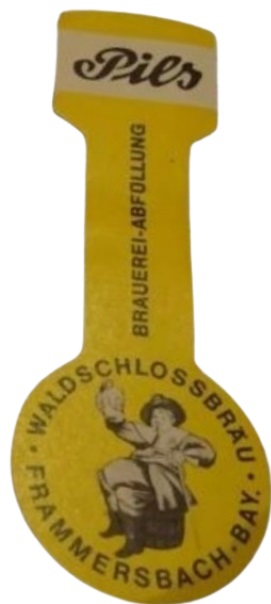 Pils
BRAUEREI-ABFÜLLUNG
· WALDSCHLOSSBRÄU ·
FRAMMERSBACH. BAY.